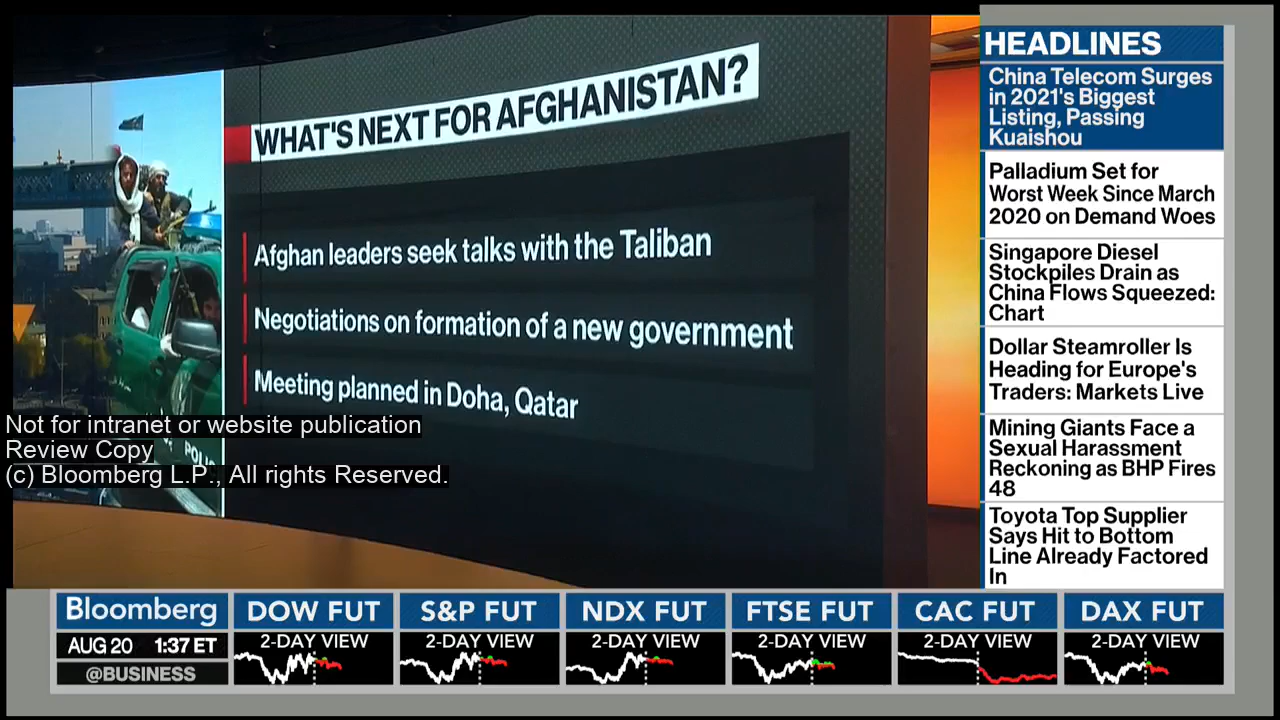 WHAT'S NEXT FOR AFGHANISTAN?
Afghan leaders seek talks with the Taliban
Negotiations on formation of a new government
Meeting planned in Doha, Qatar
Not for intranet or website publication
Review Copy
(c) Bloomberg L.P., All rights Reserved.
HEADLINES
China Telecom Surges
in 2021's Biggest
Listing, Passing
Kuaishou
Palladium Set for
Worst Week Since March
2020 on Demand Woes
Singapore Diesel
Stockpiles Drain as
China Flows Squeezed:
Chart
Dollar Steamroller Is
Heading for Europe's
Traders: Markets Live
Mining Giants Face a
Sexual Harassment
Reckoning as BHP Fires
48
Toyota Top Supplier
Says Hit to Bottom
Line Already Factored
In
Bloomberg
AUG 20 1:37 ET
@BUSINESS
DOW FUT
2-DAY VIEW
S&P FUT
2-DAY VIEW
NDX FUT
2-DAY VIEW
FTSE FUT
2-DAY VIEW
CAC FUT
2-DAY VIEW
DAX FUT
2-DAY VIEW